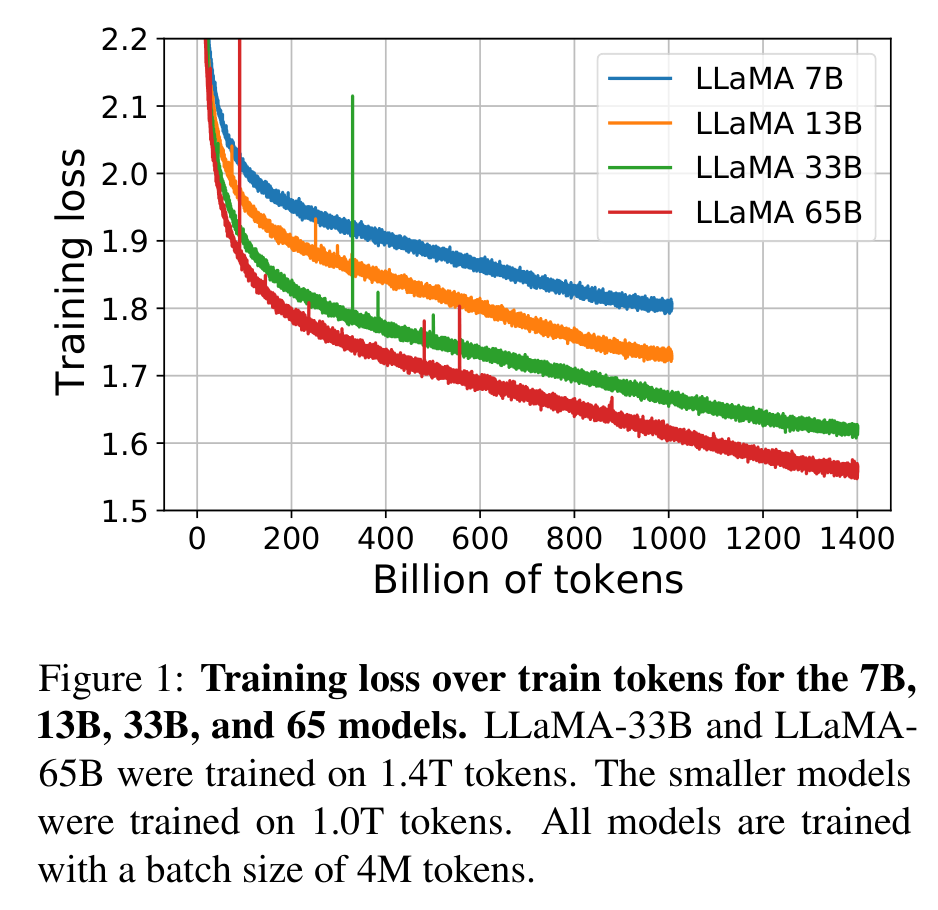 2.2
2.1
2.0
1.9
1.8
1.7
1.6
1.5
Training loss
LLaMA 7B
LLaMA 13B
LLaMA 33B
LLaMA 65B
0 200 400 600 800 1000 1200 1400
Billion of tokens
Figure 1: Training loss over train tokens for the 7B,
13B, 33B, and 65 models. LLaMA-33B and LLaMA-
65B were trained on 1.4T tokens. The smaller models
were trained on 1.0T tokens. All models are trained
with a batch size of 4M tokens.